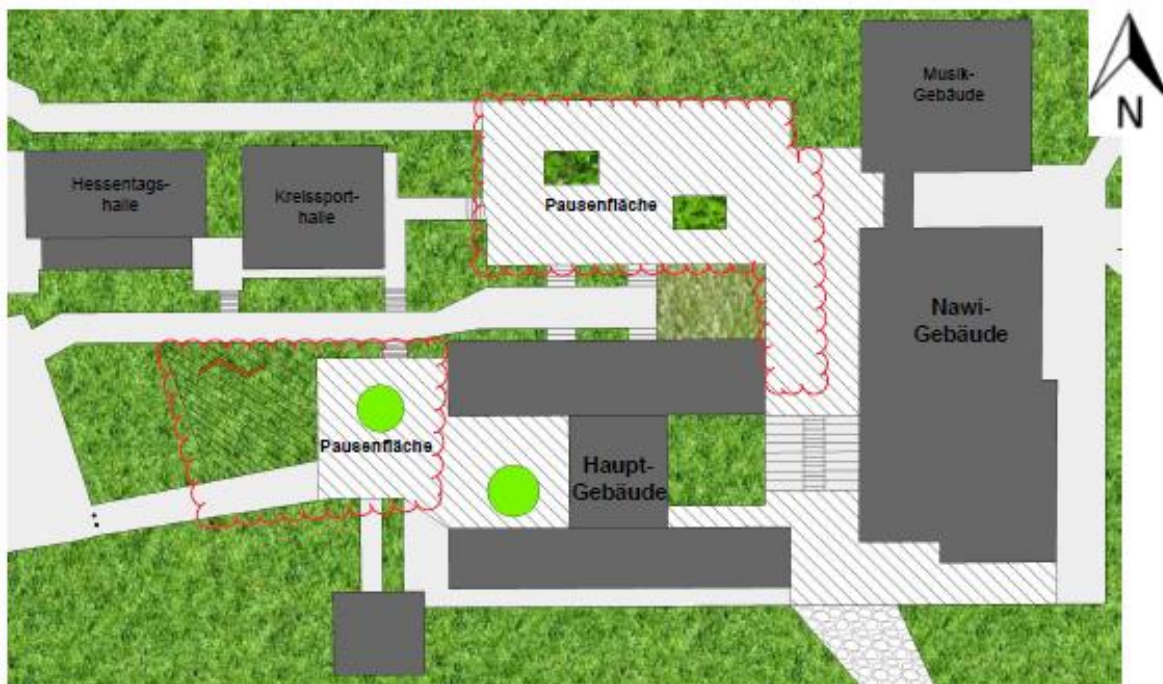 Musik-
Gebäude
N
Hessentags-
halle
Kreissport-
halle
Pausenfläche
Nawi-
Gebäude
Pausenfläche
Haupt-
Gebäude